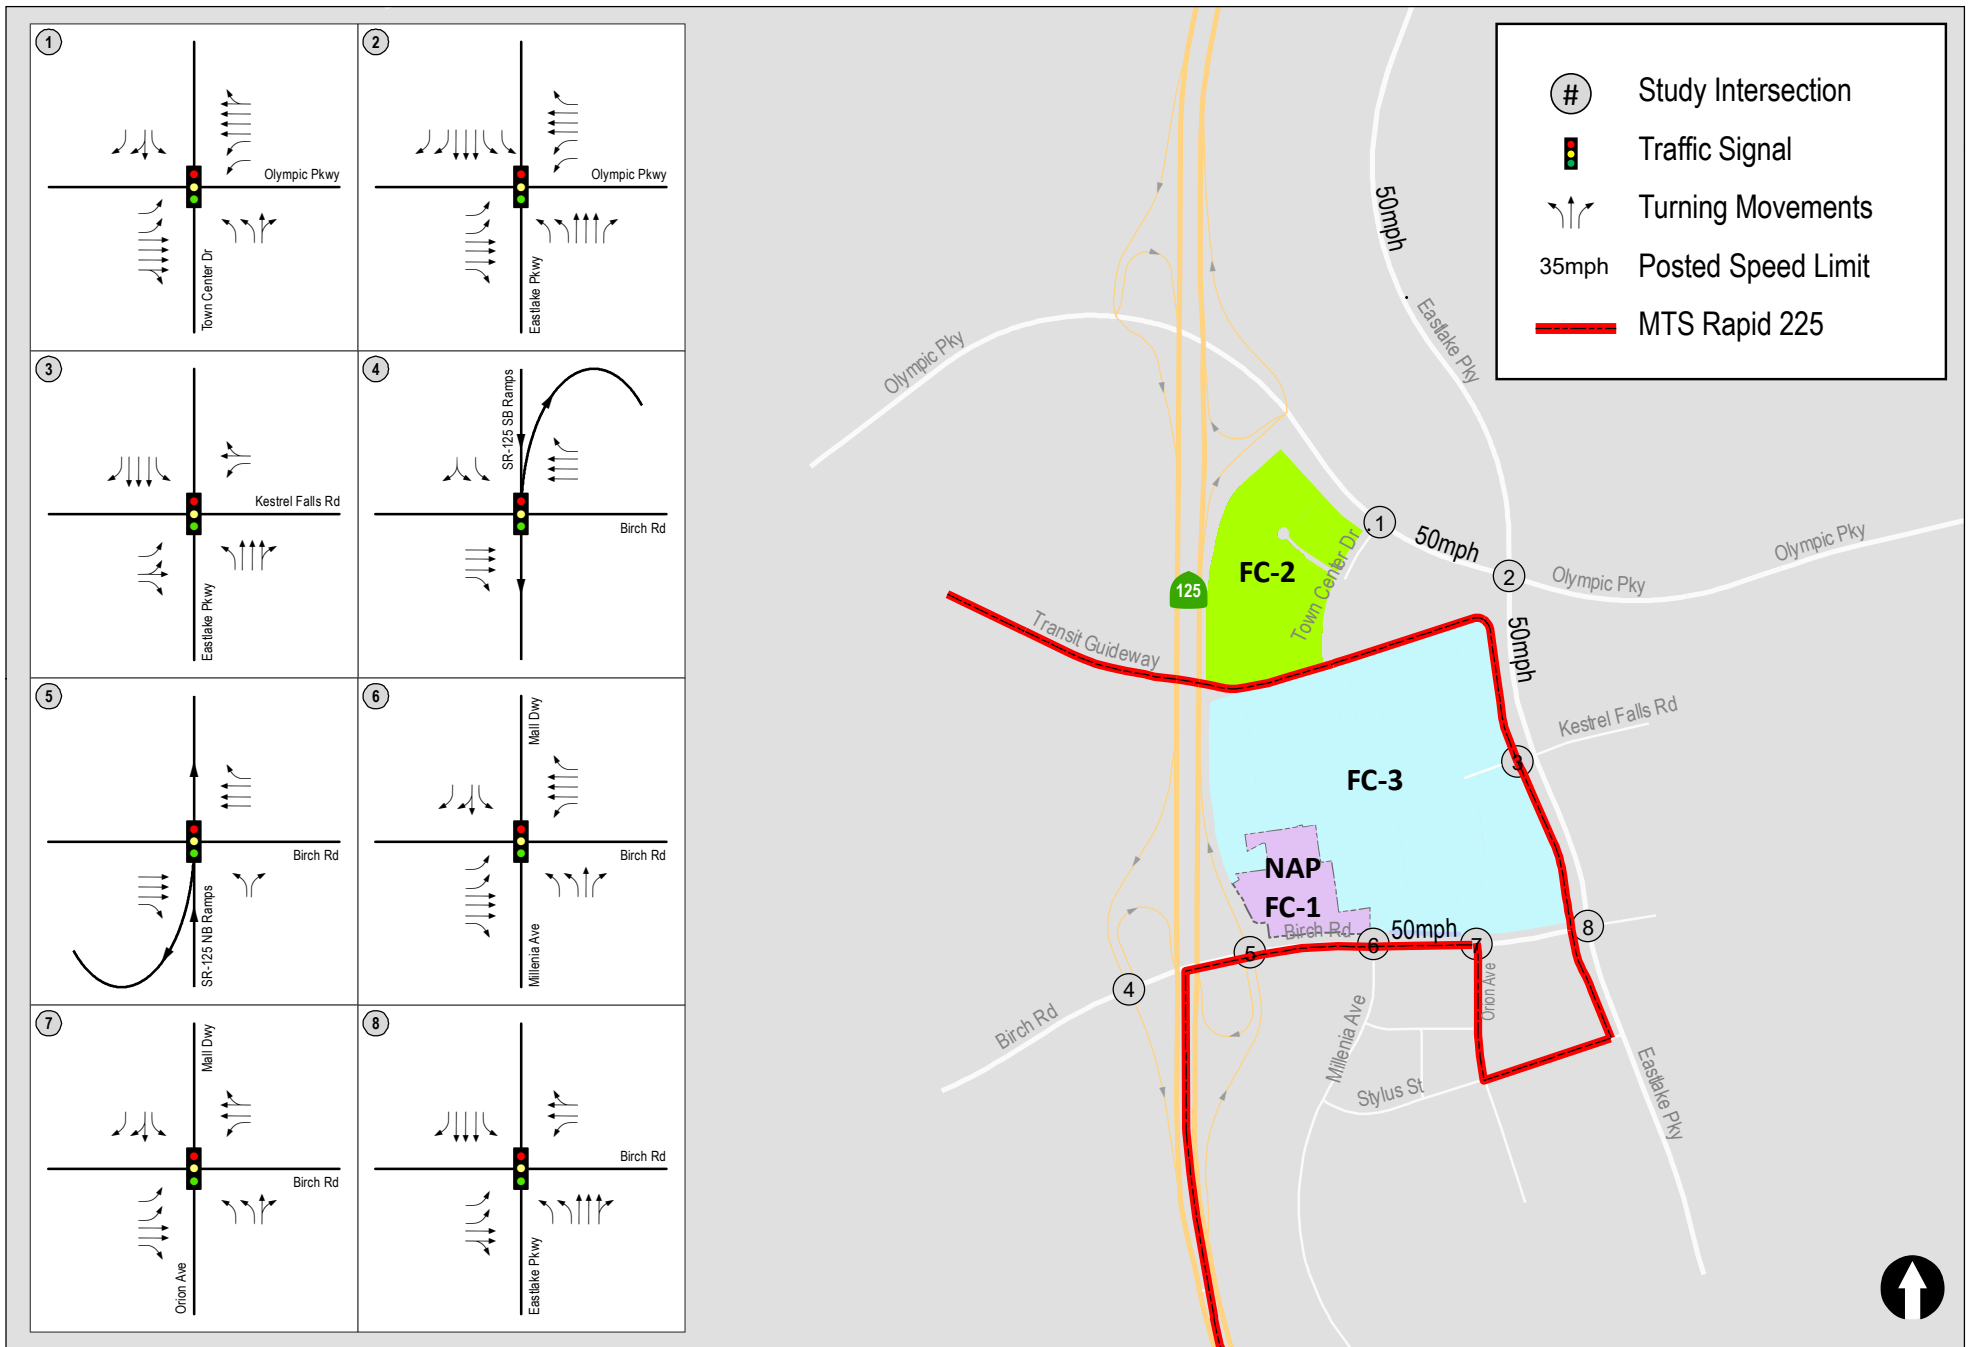 1
Olympic Pkwy
Town Center Dr
2
Olympic Pkwy
Eastlake Pkwy
3
Kestrel Falls Rd
Eastlake Pkwy
4
SR-125 SB Ramps
Birch Rd
5
Birch Rd
SR-125 NB Ramps
6
Mall Dwy
Birch Rd
Millenia Ave
7
Mall Dwy
Birch Rd
Orion Ave
8
Birch Rd
Eastlake Pkwy
# Study Intersection
Traffic Signal
Turning Movements
35mph Posted Speed Limit
MTS Rapid 225
50mph
Eastlake Pky
Olympic Pky
1
50mph
Olympic Pky
2
Olympic Pky
FC-2
Town Center Dr
125
Transit Guideway
50mph
Kestrel Falls Rd
3
FC-3
NAP
FC-1
Birch Rd
50mph
5
6
7
8
4
Birch Rd
Orion Ave
Millenia Ave
Stylus St
Eastlake Pky